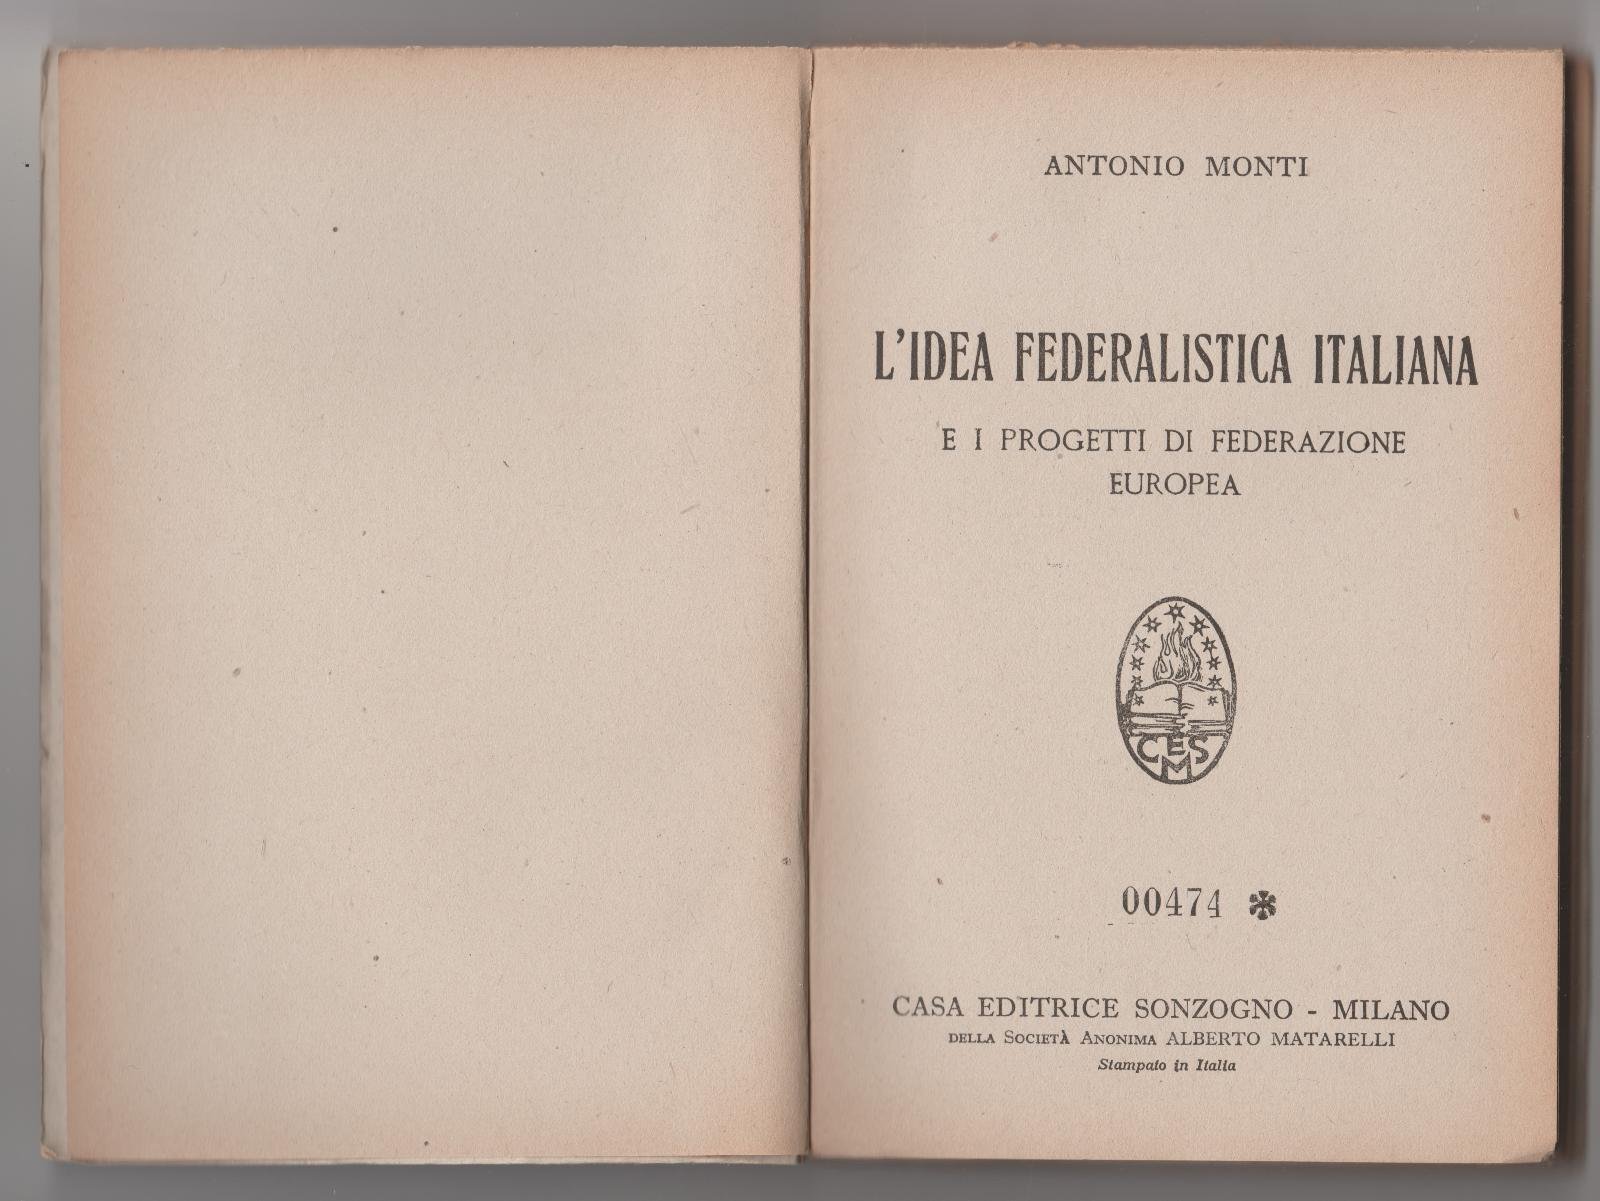 ANTONIO MONTI
L'IDEA FEDERALISTICA ITALIANA
E I PROGETTI DI FEDERAZIONE
EUROPEA
CES
M
00474 *
CASA EDITRICE SONZOGNO - MILANO
DELLA SOCIETÀ ANONIMA ALBERTO MATARELLI
Stampato in Italia